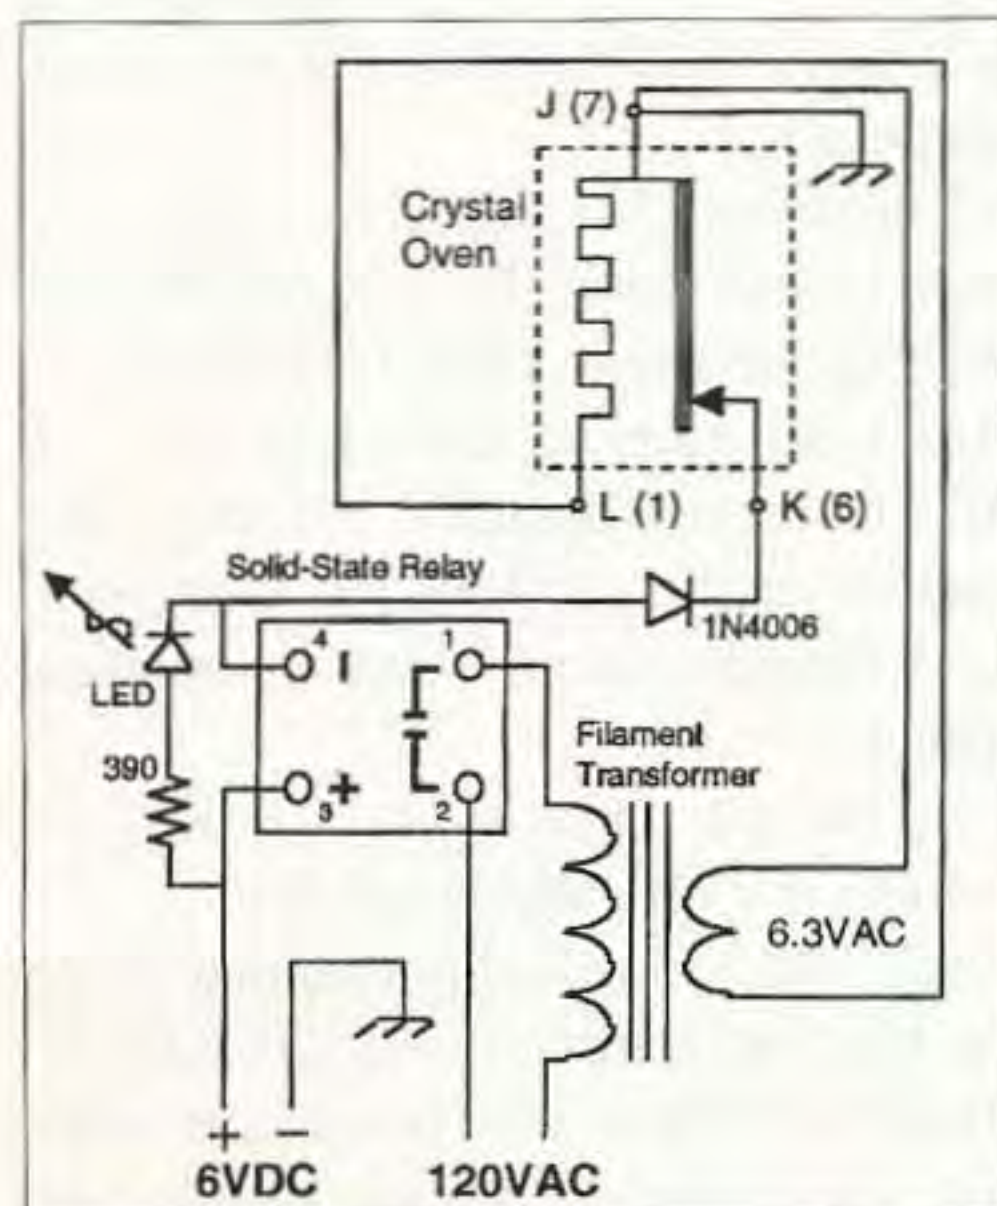 J (7)
Crystal
Oven
L (1)
K (6)
Solid-State Relay
1N4006
4
-
1
LED
390
3
+
2
Filament
Transformer
6.3VAC
+ -
6VDC
120VAC